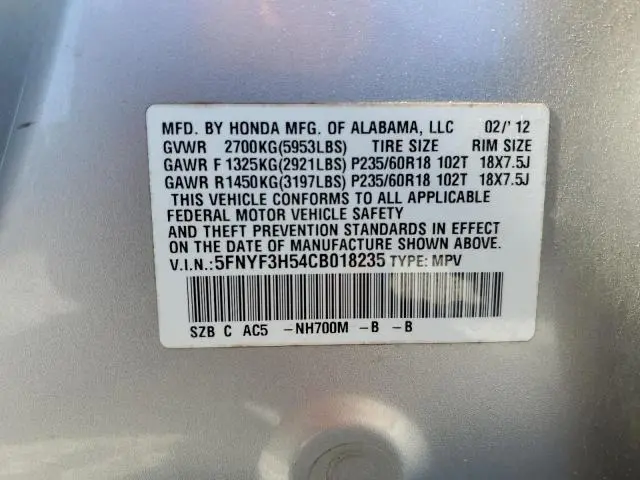 MFD. BY HONDA MFG. OF ALABAMA, LLC 02/' 12
GVWR 2700KG(5953LBS) TIRE SIZE RIM SIZE
GAWR F 1325KG(2921LBS) P235/60R18 102T 18X7.5J
GAWR R1450KG(3197LBS) P235/60R18 102T 18X7.5J
THIS VEHICLE CONFORMS TO ALL APPLICABLE
FEDERAL MOTOR VEHICLE SAFETY
AND THEFT PREVENTION STANDARDS IN EFFECT
ON THE DATE OF MANUFACTURE SHOWN ABOVE.
V.I.N.:5FNYF3H54CB018235 TYPE: MPV
SZB C AC5 -NH700M -B -B